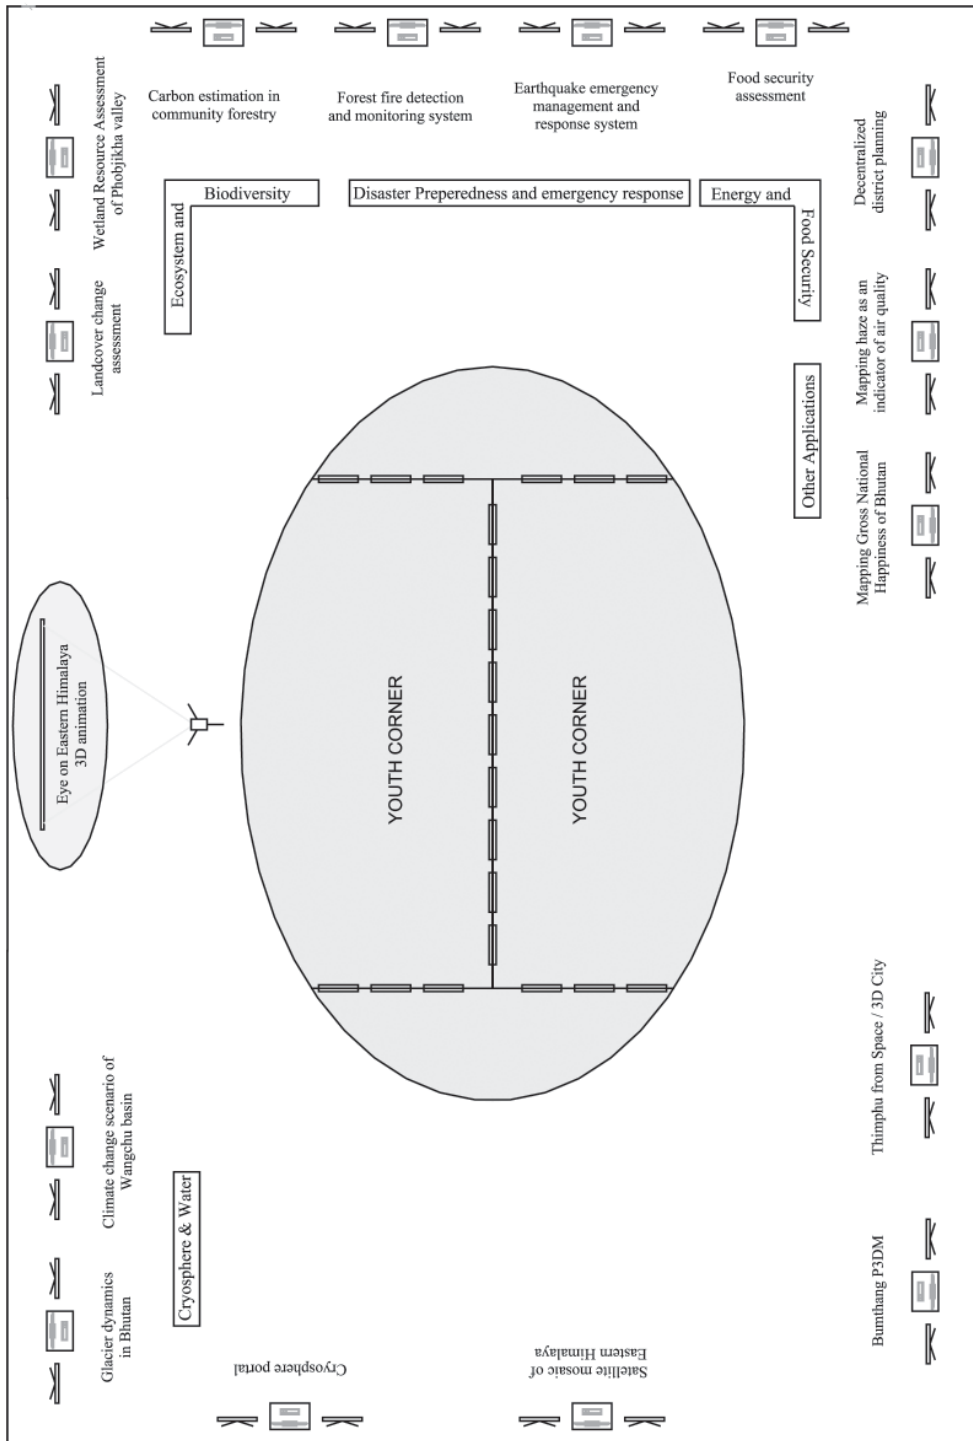 Carbon estimation in
community forestry
Forest fire detection
and monitoring system
Earthquake emergency
management and
response system
Food security
assessment
Wetland Resource Assessment
of Phobjikha valley
Landcover change
assessment
Ecosystem and
Biodiversity
Disaster Preperedness and emergency response
Energy and
Food Security
Decentralized
district planning
Mapping haze as an
indicator of air quality
Other Applications
Mapping Gross National
Happiness of Bhutan
Eye on Eastern Himalaya
3D animation
YOUTH CORNER
YOUTH CORNER
Climate change scenario of
Wangchu basin
Glacier dynamics
in Bhutan
Cryosphere & Water
Thimphu from Space / 3D City
Bumthang P3DM
Cryosphere portal
Satellite mosaic of
Eastern Himalaya